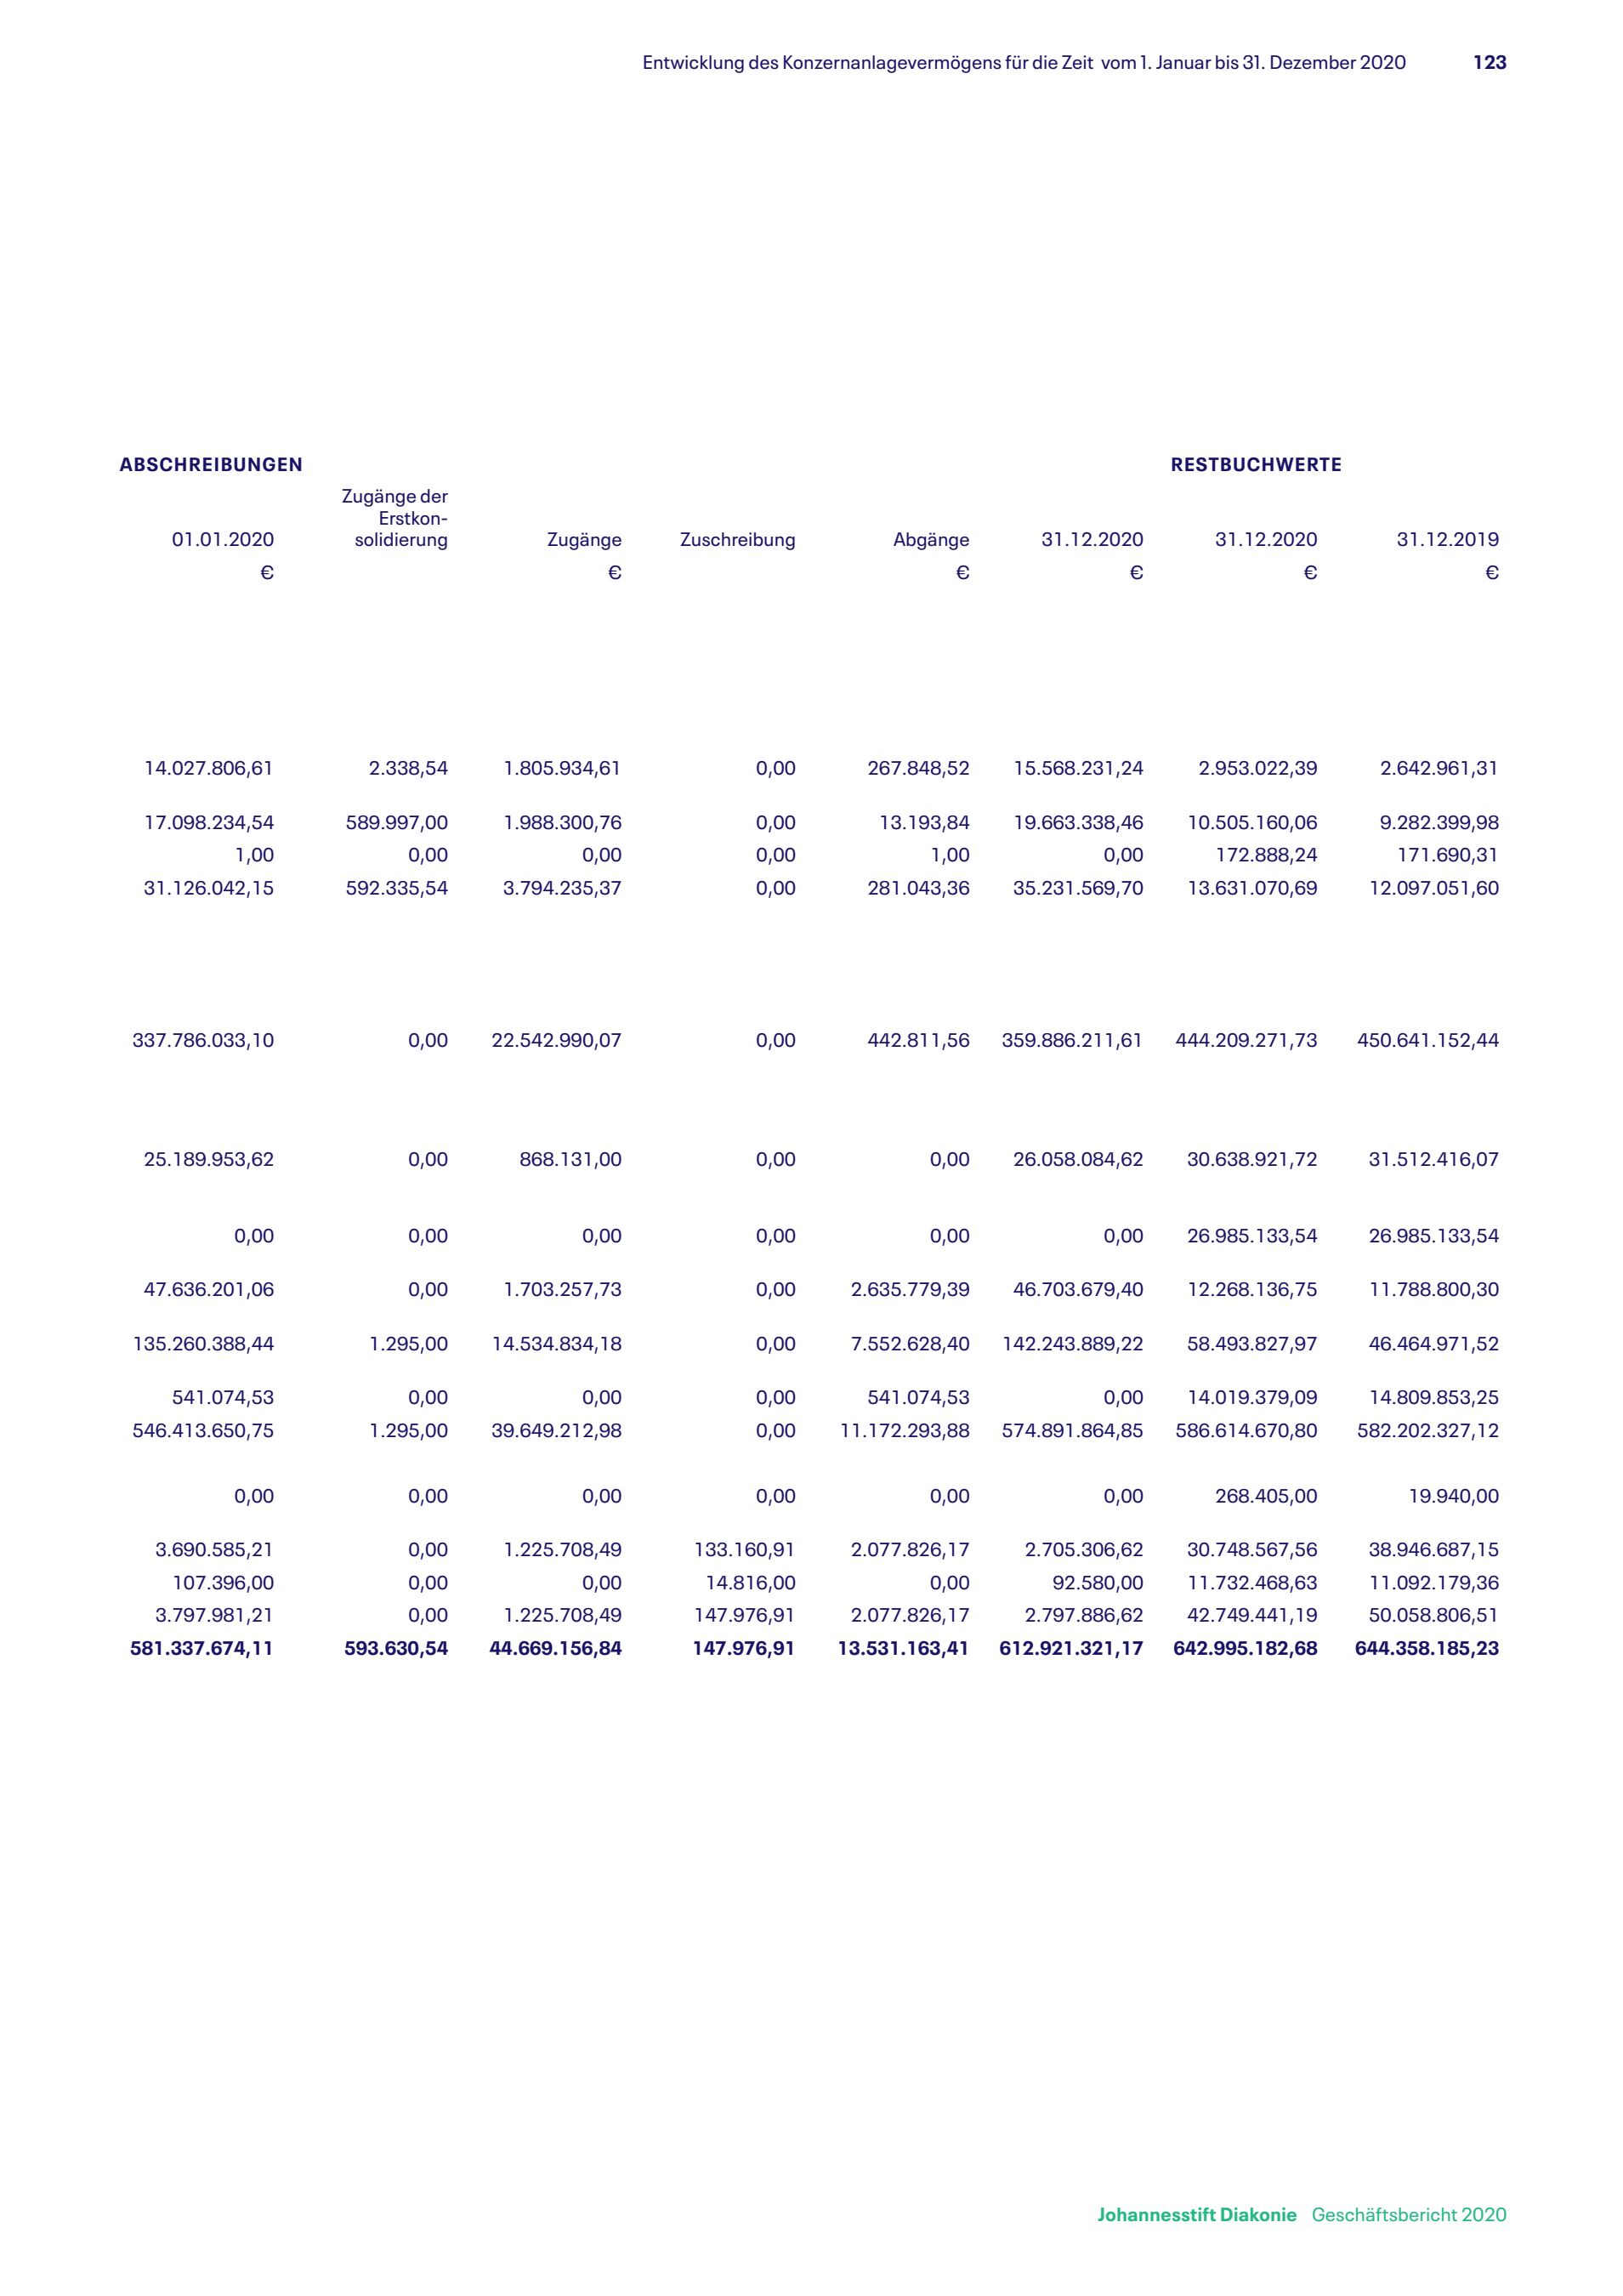 Entwicklung des Konzernanlagevermögens für die Zeit vom 1. Januar bis 31. Dezember 2020 123
ABSCHREIBUNGEN RESTBUCHWERTE
Zugänge der
Erstkon-
01.01.2020 solidierung Zugänge Zuschreibung Abgänge 31.12.2020 31.12.2020 31.12.2019
€ € € € € €
14.027.806,61 2.338,54 1.805.934,61 0,00 267.848,52 15.568.231,24 2.953.022,39 2.642.961,31
17.098.234,54 589.997,00 1.988.300,76 0,00 13.193,84 19.663.338,46 10.505.160,06 9.282.399,98
1,00 0,00 0,00 0,00 1,00 0,00 172.888,24 171.690,31
31.126.042,15 592.335,54 3.794.235,37 0,00 281.043,36 35.231.569,70 13.631.070,69 12.097.051,60
337.786.033,10 0,00 22.542.990,07 0,00 442.811,56 359.886.211,61 444.209.271,73 450.641.152,44
25.189.953,62 0,00 868.131,00 0,00 0,00 26.058.084,62 30.638.921,72 31.512.416,07
0,00 0,00 0,00 0,00 0,00 0,00 26.985.133,54 26.985.133,54
47.636.201,06 0,00 1.703.257,73 0,00 2.635.779,39 46.703.679,40 12.268.136,75 11.788.800,30
135.260.388,44 1.295,00 14.534.834,18 0,00 7.552.628,40 142.243.889,22 58.493.827,97 46.464.971,52
541.074,53 0,00 0,00 0,00 541.074,53 0,00 14.019.379,09 14.809.853,25
546.413.650,75 1.295,00 39.649.212,98 0,00 11.172.293,88 574.891.864,85 586.614.670,80 582.202.327,12
0,00 0,00 0,00 0,00 0,00 0,00 268.405,00 19.940,00
3.690.585,21 0,00 1.225.708,49 133.160,91 2.077.826,17 2.705.306,62 30.748.567,56 38.946.687,15
107.396,00 0,00 0,00 14.816,00 0,00 92.580,00 11.732.468,63 11.092.179,36
3.797.981,21 0,00 1.225.708,49 147.976,91 2.077.826,17 2.797.886,62 42.749.441,19 50.058.806,51
581.337.674,11 593.630,54 44.669.156,84 147.976,91 13.531.163,41 612.921.321,17 642.995.182,68 644.358.185,23
Johannesstift Diakonie Geschäftsbericht 2020